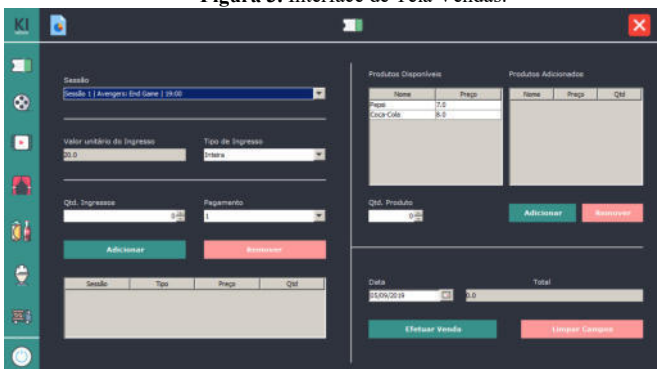 Figura 3. Interface de Tela Vendas.
KI
Sessão
Sessão 1 | Avengers: End Game | 19:00
Valor unitário do Ingresso
Tipo de Ingresso
20.0
Inteira
Qtd. Ingressos
Pagamento
0
1
Adicionar
Remover
Sessão
Tipo
Preço
Qtd
Produtos Disponíveis
Produtos Adicionados
Nome
Preço
Pepsi
7.0
Coca-Cola
8.0
Nome
Preço
Qtd
Qtd. Produto
0
Adicionar
Remover
Data
Total
05/09/2019
0.0
Efetuar Venda
Limpar Campos